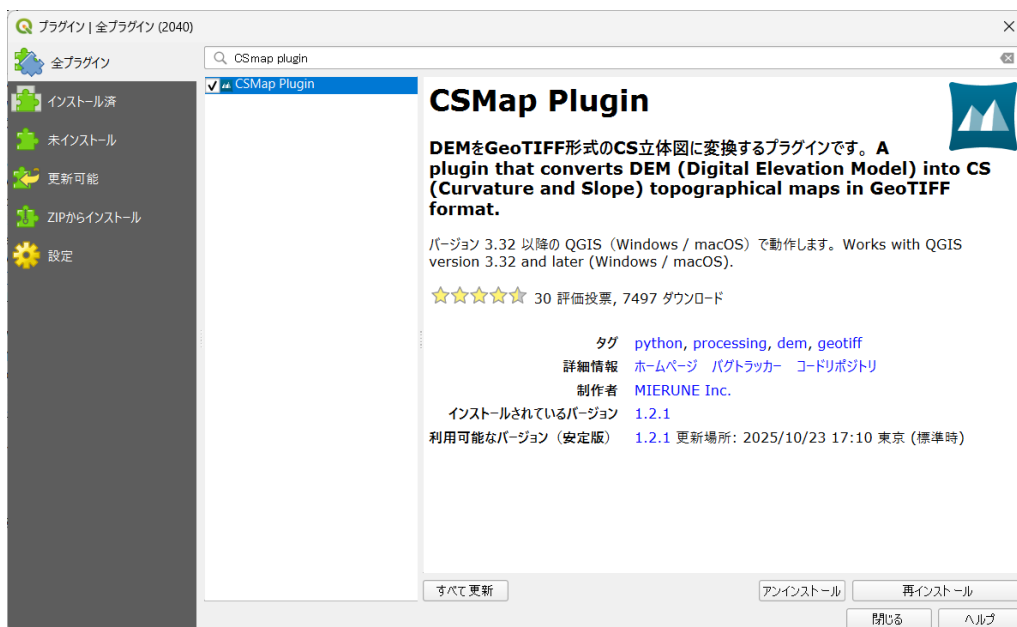 プラグイン | 全プラグイン (2040)
全プラグイン
CSmap plugin
インストール済
未インストール
更新可能
ZIPからインストール
設定
CSMap Plugin
CSMap Plugin
DEMをGeoTIFF形式のCS立体図に変換するプラグインです。A
plugin that converts DEM (Digital Elevation Model) into CS
(Curvature and Slope) topographical maps in GeoTIFF
format.
バージョン 3.32 以降の QGIS（Windows / macOS）で動作します。Works with QGIS
version 3.32 and later (Windows / macOS).
30 評価投票, 7497 ダウンロード
タグ python, processing, dem, geotiff
詳細情報 ホームページ バグトラッカー コードリポジトリ
制作者 MIERUNE Inc.
インストールされているバージョン 1.2.1
利用可能なバージョン（安定版） 1.2.1 更新場所: 2025/10/23 17:10 東京 (標準時)
すべて更新 アンインストール 再インストール
閉じる ヘルプ